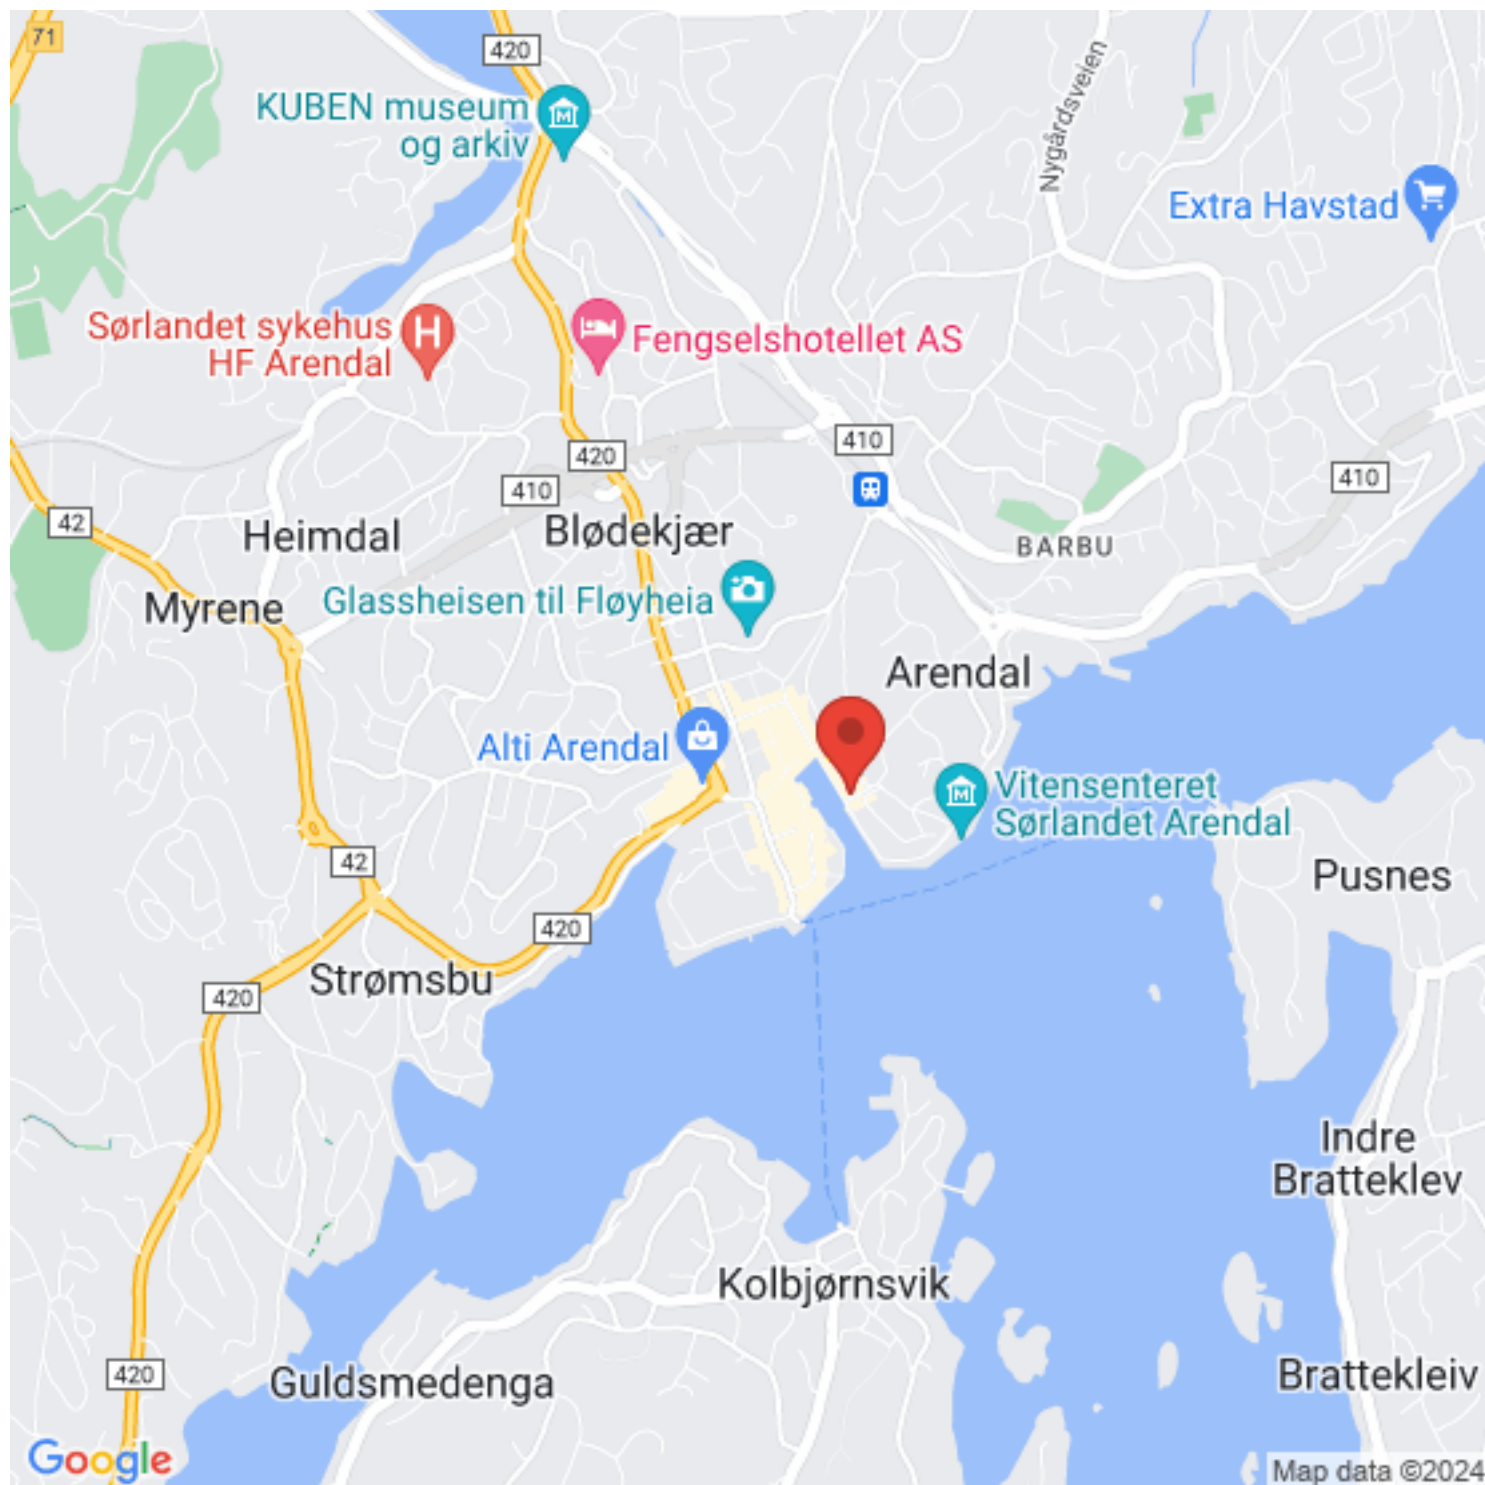 71
420
KUBEN museum
og arkiv
Nygårdsveien
Extra Havstad
Sørlandet sykehus
HF Arendal
Fengselshotellet AS
410
420
410
410
42
Heimdal
Blødekjær
BARBU
Myrene
Glassheisen til Fløyheia
Arendal
Alti Arendal
Vitensenteret
Sørlandet Arendal
42
Pusnes
420
Strømsbu
420
Indre
Bratteklev
Kolbjørnsvik
420
Guldsmedenga
Brattekleiv
Google
Map data ©2024